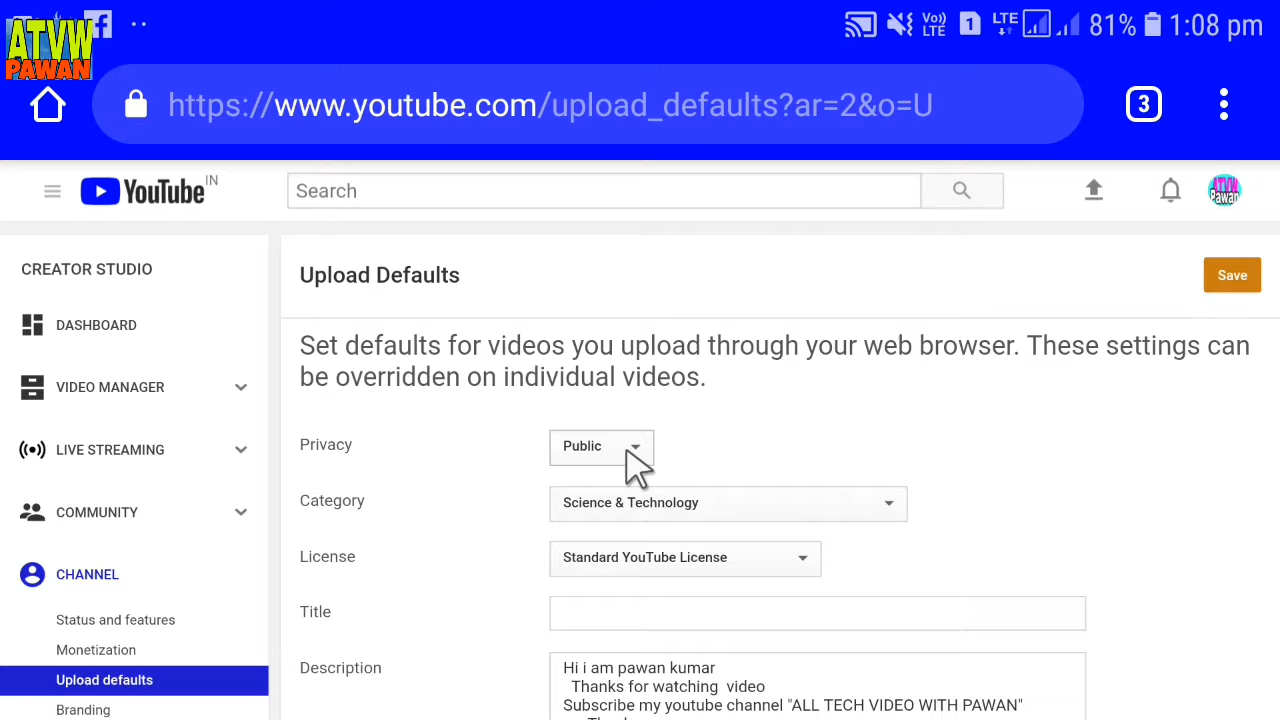 ATVW
PAWAN
Vo))
LTE
1
LTE
81%
1:08 pm
https://www.youtube.com/upload_defaults?ar=2&o=U
3
YouTube IN
Search
ATVW
Pawan
CREATOR STUDIO
Upload Defaults
Save
DASHBOARD
Set defaults for videos you upload through your web browser. These settings can
be overridden on individual videos.
VIDEO MANAGER
Privacy
Public
LIVE STREAMING
Category
Science & Technology
COMMUNITY
License
Standard YouTube License
CHANNEL
Title
Status and features
Monetization
Description
Hi i am pawan kumar
Thanks for watching video
Subscribe my youtube channel "ALL TECH VIDEO WITH PAWAN"
Upload defaults
Branding